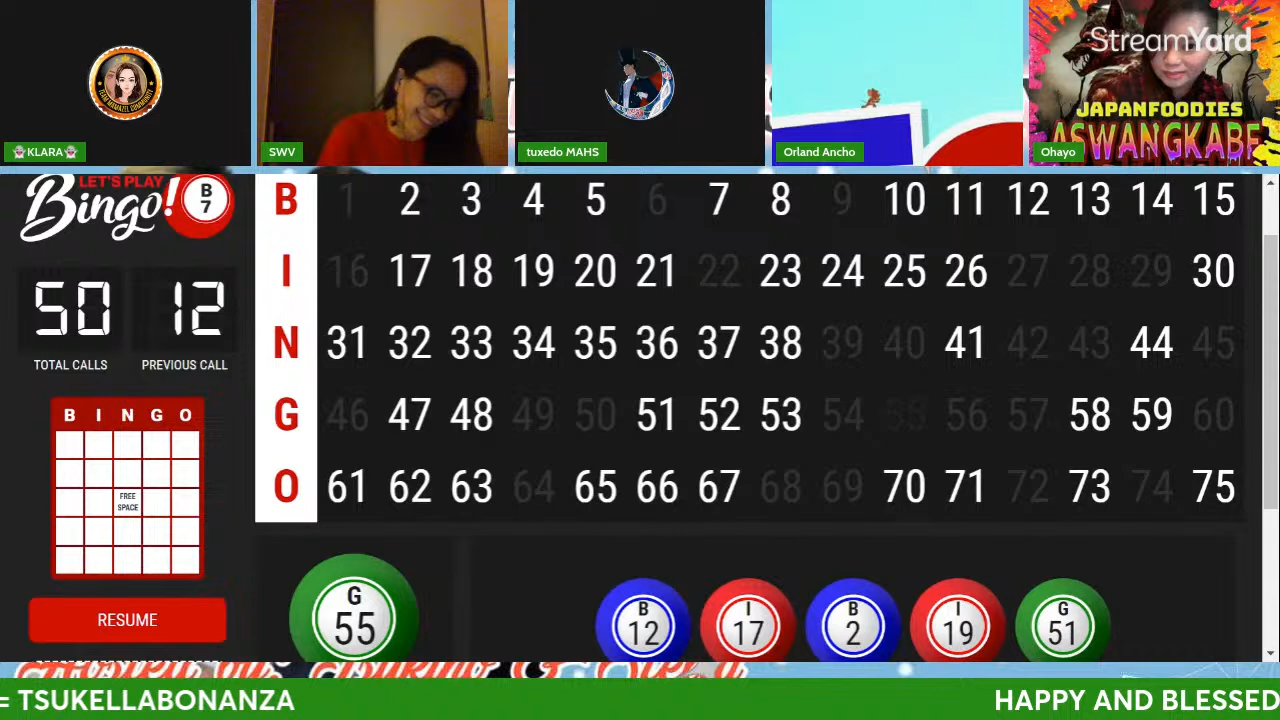 StreamYard
JAPANFOODIES
ASWANGKABE
👻KLARA👻
SWV
tuxedo MAHS
Orland Ancho
Ohayo
LET'S PLAY
Bingo!
B
7
50
12
TOTAL CALLS
PREVIOUS CALL
B I N G O
FREE
SPACE
RESUME
B 1 2 3 4 5 6 7 8 9 10 11 12 13 14 15
I 16 17 18 19 20 21 22 23 24 25 26 27 28 29 30
N 31 32 33 34 35 36 37 38 39 40 41 42 43 44 45
G 46 47 48 49 50 51 52 53 54 55 56 57 58 59 60
O 61 62 63 64 65 66 67 68 69 70 71 72 73 74 75
G
55
B
12
I
17
B
2
I
19
G
51
= TSUKELLABONANZA
HAPPY AND BLESSED